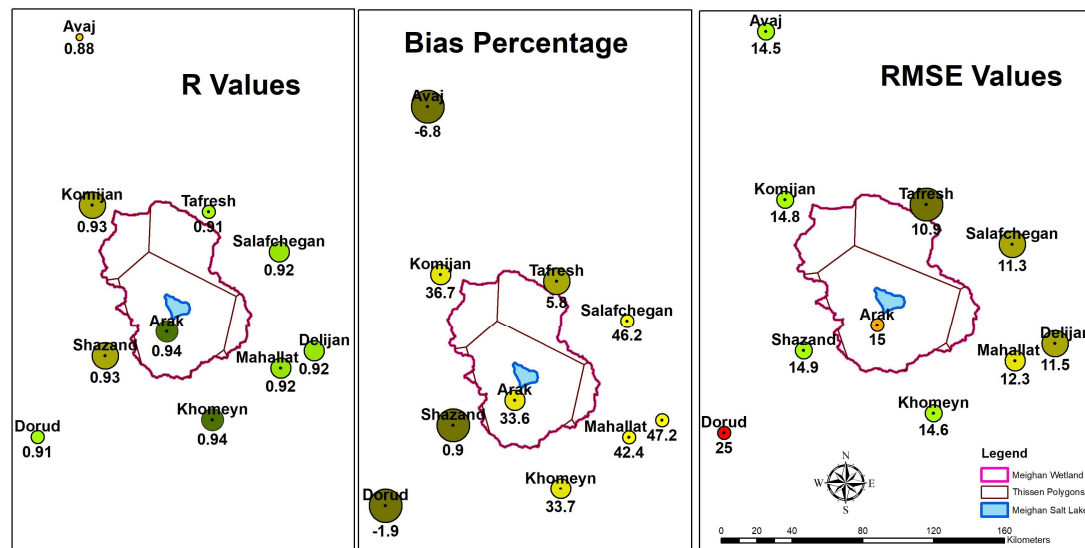 R Values
Avaj
0.88
Komijan
0.93
Tafresh
0.91
Salafchegan
0.92
Arak
0.94
Shazand
0.93
Delijan
0.92
Mahallat
0.92
Khomeyn
0.94
Dorud
0.91
Bias Percentage
Avaj
-6.8
Komijan
36.7
Tafresh
5.8
Salafchegan
46.2
Arak
33.6
Shazand
0.9
Mahallat
42.4
47.2
Khomeyn
33.7
Dorud
-1.9
RMSE Values
Avaj
14.5
Komijan
14.8
Tafresh
10.9
Salafchegan
11.3
Arak
15
Shazand
14.9
Delijan
11.5
Mahallat
12.3
Khomeyn
14.6
Dorud
25
Legend
Meighan Wetland
Thissen Polygons
Meighan Salt Lake
N
W E
S
0 20 40 80 120 160
Kilometers